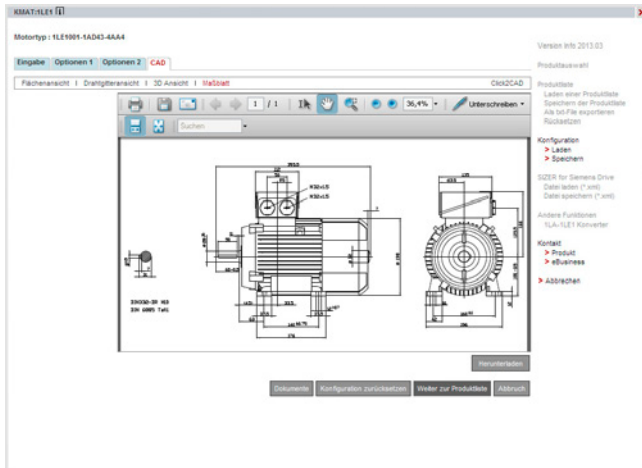 KMAT:1LE1 i
Motortyp : 1LE1001-1AD43-4AA4
Eingabe Optionen 1 Optionen 2 CAD
Flächenansicht I Drahtgitteransicht I 3D Ansicht I Maßblatt Click2CAD
1 / 1 36,4% Unterschreiben
Suchen
Herunterladen
Dokumente Konfiguration zurücksetzen Weiter zur Produktliste Abbruch
Version Info 2013.03
Produktauswahl
Produktliste
Laden einer Produktliste
Speichern der Produktliste
Als txt-File exportieren
Rücksetzen
Konfiguration
> Laden
> Speichern
SIZER for Siemens Drive
Datei laden (*.xml)
Datei speichern (*.xml)
Andere Funktionen
1LA-1LE1 Konverter
Kontakt
> Produkt
> eBusiness
> Abbrechen